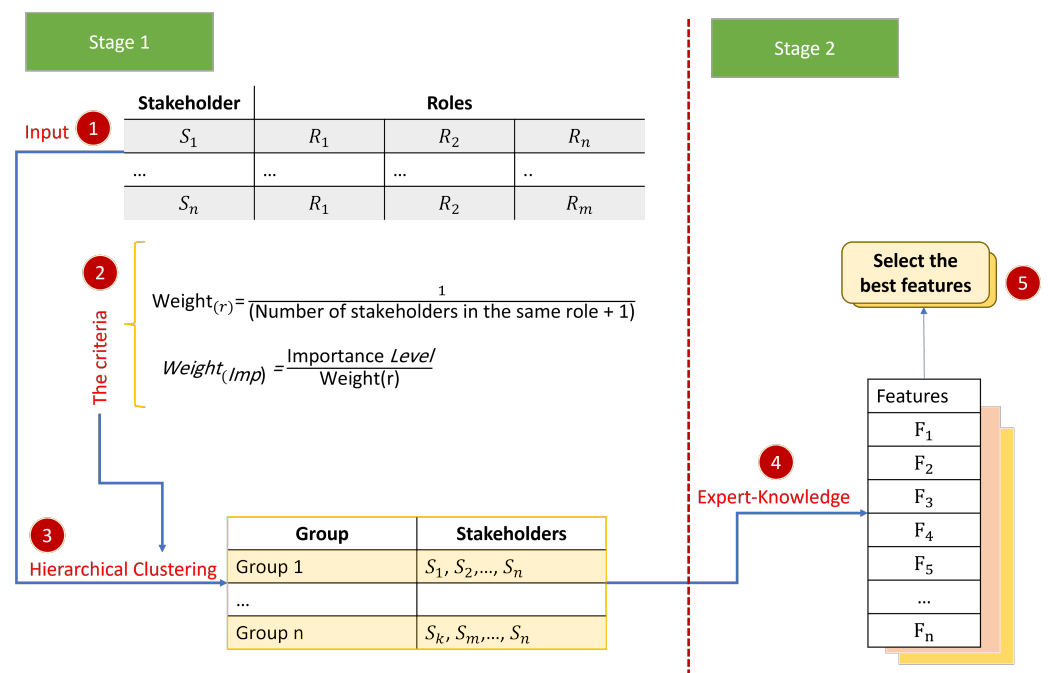 Stage 1
Stage 2
Stakeholder Roles
Input 1
S₁ R₁ R₂ Rₙ
... ... ... ..
Sₙ R₁ R₂ Rₘ
2
The criteria
Weight₍ᵣ₎= 1
(Number of stakeholders in the same role + 1)
Weight₍Imp₎ = Importance Level
Weight(r)
3
Hierarchical Clustering
Group Stakeholders
Group 1 S₁, S₂,..., Sₙ
...
Group n Sₖ, Sₘ,..., Sₙ
4
Expert-Knowledge
Select the
best features
5
Features
F₁
F₂
F₃
F₄
F₅
...
Fₙ